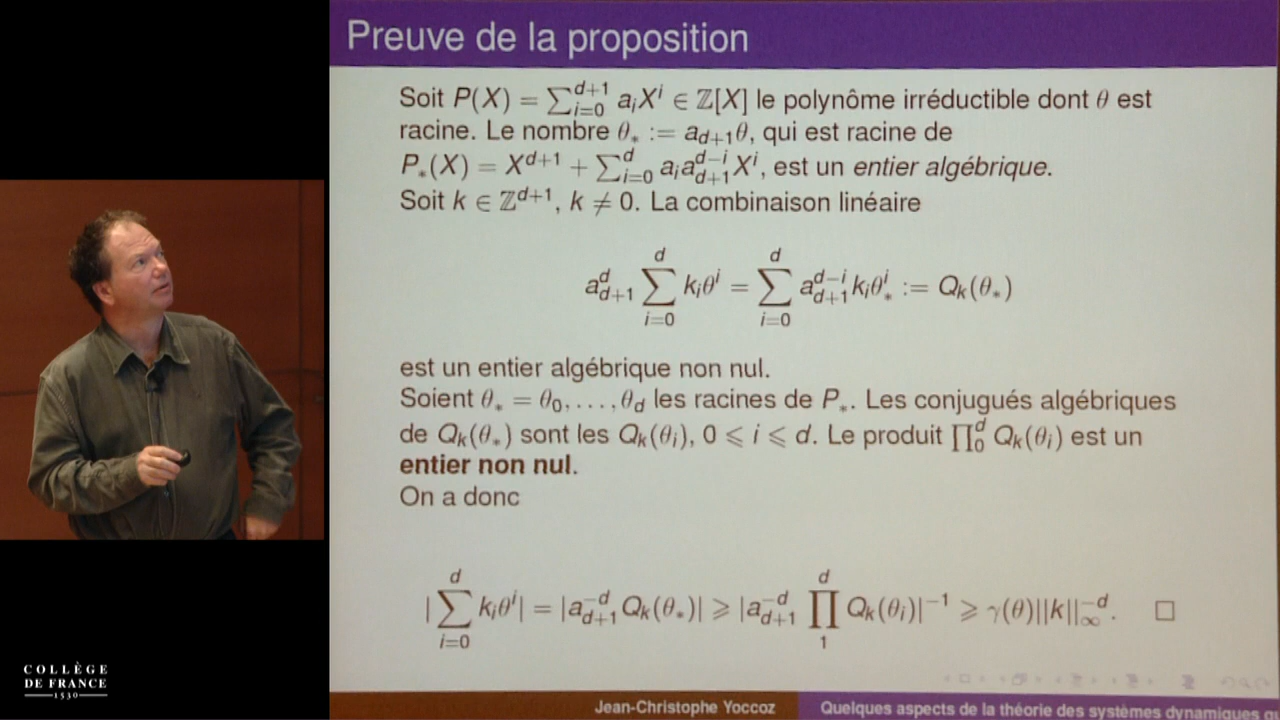 Preuve de la proposition
Soit P(X) = ∑_{i=0}^{d+1} a_i X^i ∈ ℤ[X] le polynôme irréductible dont θ est
racine. Le nombre θ_* := a_{d+1}θ, qui est racine de
P_*(X) = X^{d+1} + ∑_{i=0}^{d} a_i a_{d+1}^{d-i} X^i, est un entier algébrique.
Soit k ∈ ℤ^{d+1}, k ≠ 0. La combinaison linéaire
a_{d+1}^d ∑_{i=0}^{d} k_i θ^i = ∑_{i=0}^{d} a_{d+1}^{d-i} k_i θ_*^i := Q_k(θ_*)
est un entier algébrique non nul.
Soient θ_* = θ_0, . . . , θ_d les racines de P_*. Les conjugués algébriques
de Q_k(θ_*) sont les Q_k(θ_i), 0 ⩽ i ⩽ d. Le produit ∏_0^d Q_k(θ_i) est un
entier non nul.
On a donc
|∑_{i=0}^{d} k_i θ^i| = |a_{d+1}^{-d} Q_k(θ_*)| ⩾ |a_{d+1}^{-d} ∏_1^d Q_k(θ_i)|^{-1} ⩾ γ(θ)||k||_∞^{-d}. □
COLLÈGE
DE FRANCE
1530
Jean-Christophe Yoccoz
Quelques aspects de la théorie des systèmes dynamiques